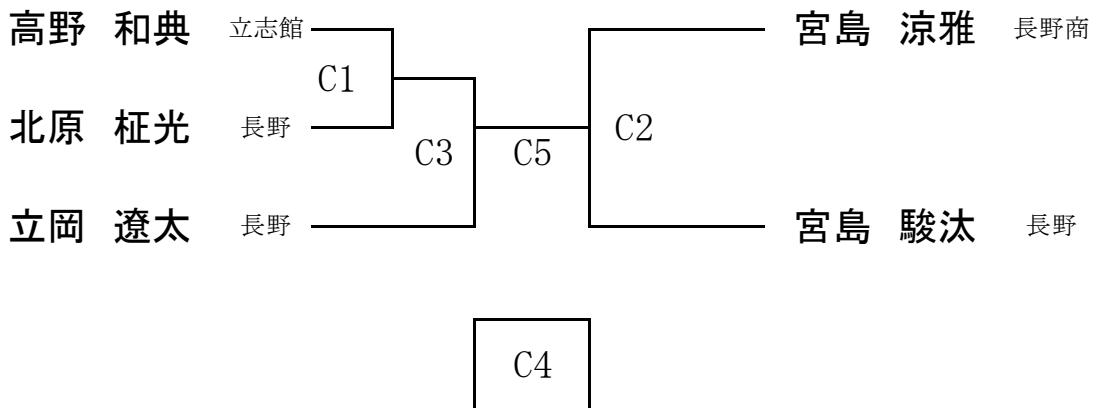 高野　和典　立志館
C1
北原　柾光　長野
C3
立岡　遼太　長野
C5
宮島　涼雅　長野商
C2
宮島　駿汰　長野
C4